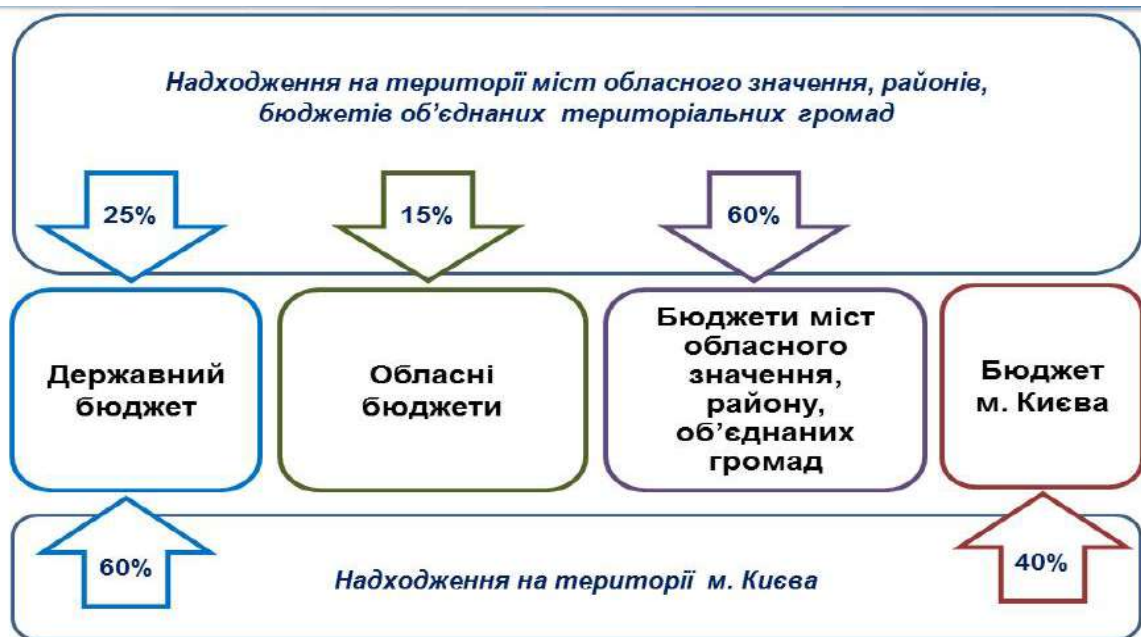 Надходження на території міст обласного значення, районів,
бюджетів об’єднаних територіальних громад
25%
15%
60%
Державний
бюджет
Обласні
бюджети
Бюджети міст
обласного
значення,
району,
об’єднаних
громад
Бюджет
м. Києва
60%
Надходження на території м. Києва
40%